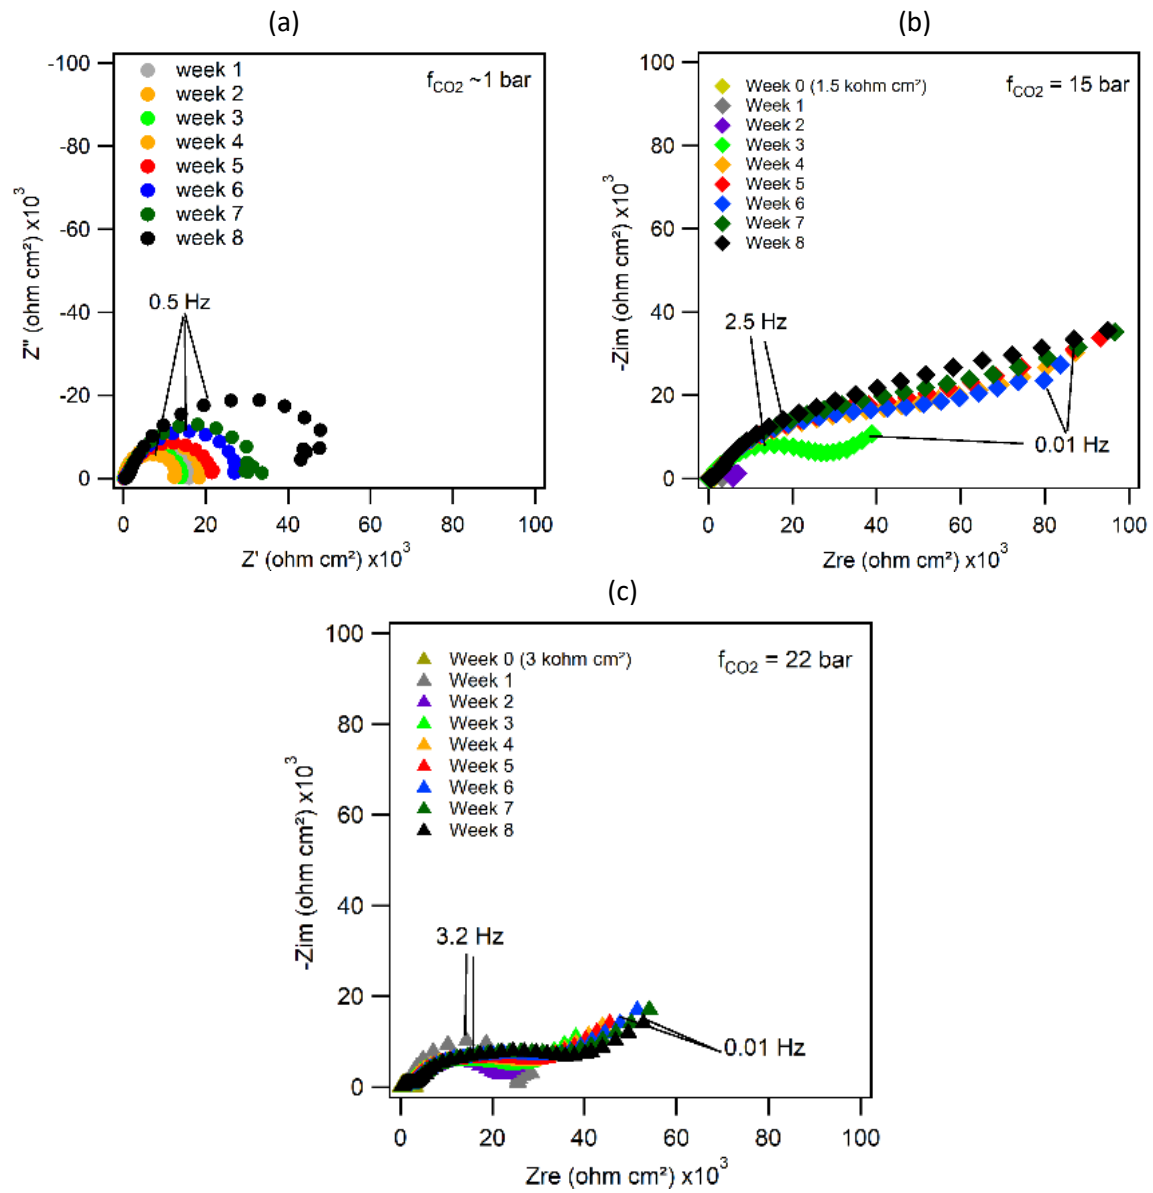 (a)
-100
-80
-60
-40
-20
0
Z" (ohm cm²) x10³
week 1
week 2
week 3
week 4
week 5
week 6
week 7
week 8
fCO2 ~1 bar
0.5 Hz
0 20 40 60 80 100
Z' (ohm cm²) x10³
(b)
100
80
60
40
20
0
-Zim (ohm cm²) x10³
Week 0 (1.5 kohm cm²)
Week 1
Week 2
Week 3
Week 4
Week 5
Week 6
Week 7
Week 8
fCO2 = 15 bar
2.5 Hz
0.01 Hz
0 20 40 60 80 100
Zre (ohm cm²) x10³
(c)
100
80
60
40
20
0
-Zim (ohm cm²) x10³
Week 0 (3 kohm cm²)
Week 1
Week 2
Week 3
Week 4
Week 5
Week 6
Week 7
Week 8
fCO2 = 22 bar
3.2 Hz
0.01 Hz
0 20 40 60 80 100
Zre (ohm cm²) x10³